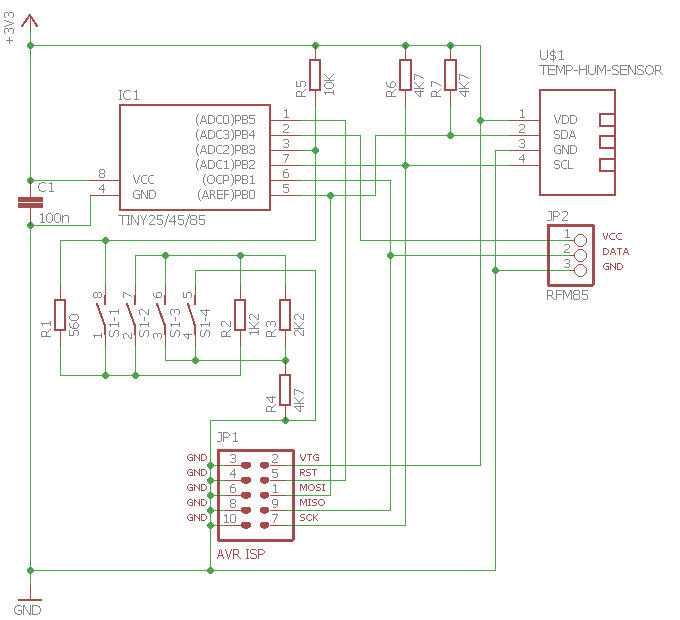 +3V3
U$1
TEMP-HUM-SENSOR
R5
10K
R6
4K7
R7
4K7
IC1
1 (ADC0)PB5
2 (ADC3)PB4
3 (ADC2)PB3
7 (ADC1)PB2
6 (OCP)PB1
5 (AREF)PB0
8 VCC
4 GND
TINY25/45/85
1 VDD
2 SDA
3 GND
4 SCL
C1
100n
JP2
1 VCC
2 DATA
3 GND
RFM85
R1
560
8
1
S1-1
7
2
S1-2
6
3
S1-3
5
4
S1-4
R2
1K2
R3
2K2
R4
4K7
JP1
GND 3 2 VTG
GND 4 5 RST
GND 6 1 MOSI
GND 8 9 MISO
GND 10 7 SCK
AVR ISP
GND